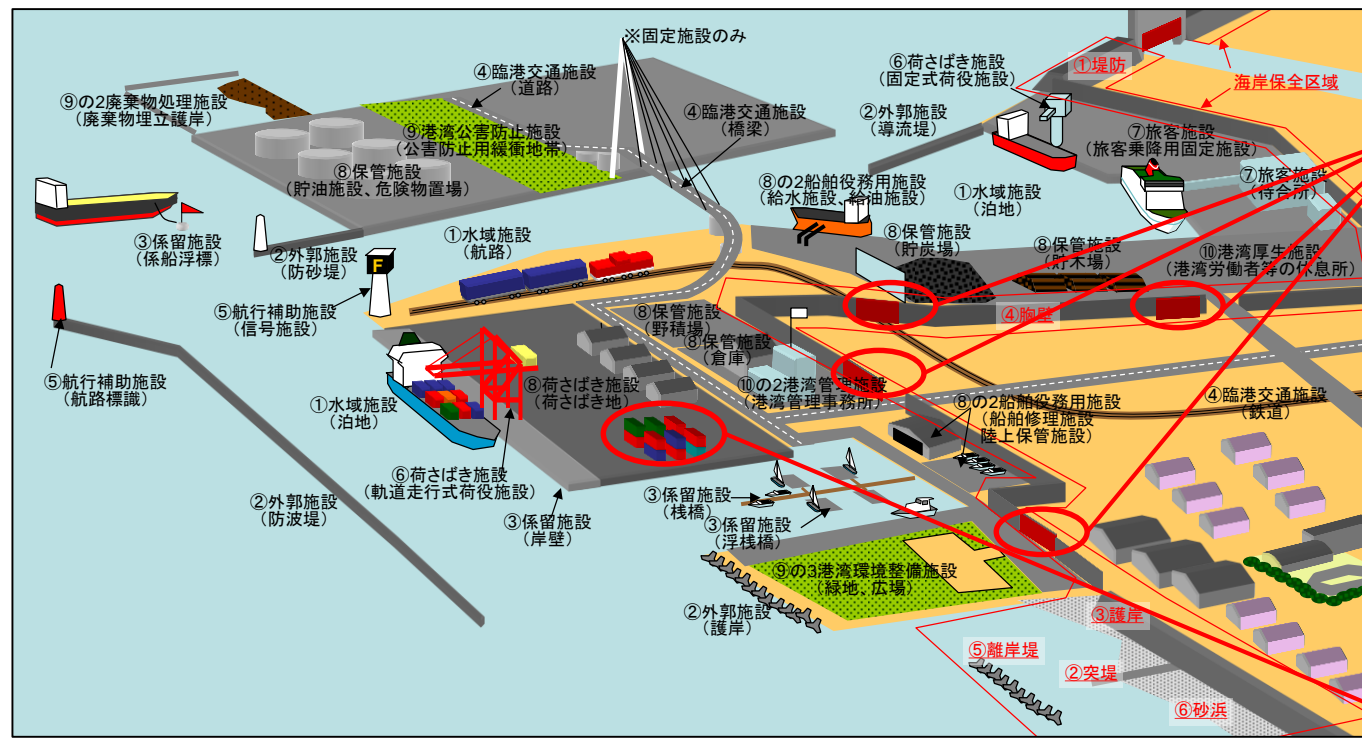 ※固定施設のみ
④臨港交通施設
（道路）
⑥荷さばき施設
（固定式荷役施設）
①堤防
海岸保全区域
⑨の2廃棄物処理施設
（廃棄物埋立護岸）
④臨港交通施設
（橋梁）
②外郭施設
（導流堤）
⑨港湾公害防止施設
（公害防止用緩衝地帯）
⑦旅客施設
（旅客乗降用固定施設）
⑧保管施設
（貯油施設、危険物置場）
⑧の2船舶役務用施設
（給水施設、給油施設）
①水域施設
（泊地）
⑦旅客施設
（待合所）
③係留施設
（係船浮標）
②外郭施設
（防砂堤）
①水域施設
（航路）
⑧保管施設
（貯炭場）
⑧保管施設
（貯木場）
⑩港湾厚生施設
（港湾労働者等の休息所）
F
⑤航行補助施設
（信号施設）
⑧保管施設
（野積場）
④胸壁
⑧保管施設
（倉庫）
⑤航行補助施設
（航路標識）
①水域施設
（泊地）
⑧荷さばき施設
（荷さばき地）
⑩の2港湾管理施設
（港湾管理事務所）
⑧の2船舶役務用施設
（船舶修理施設
陸上保管施設）
④臨港交通施設
（鉄道）
⑥荷さばき施設
（軌道走行式荷役施設）
②外郭施設
（防波堤）
③係留施設
（岸壁）
③係留施設
（桟橋）
③係留施設
（浮桟橋）
⑨の3港湾環境整備施設
（緑地、広場）
②外郭施設
（護岸）
③護岸
⑤離岸堤
②突堤
⑥砂浜